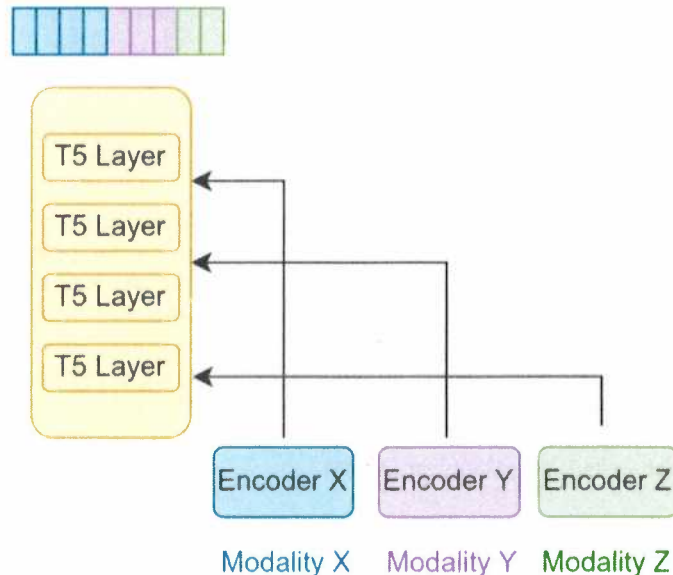 T5 Layer
T5 Layer
T5 Layer
T5 Layer
Encoder X
Encoder Y
Encoder Z
Modality X
Modality Y
Modality Z